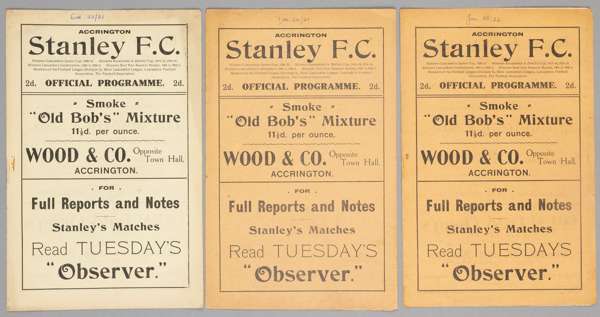 ACCRINGTON
Stanley F.C.
2d. OFFICIAL PROGRAMME. 2d.
Smoke
"Old Bob's" Mixture
11½d. per ounce.
WOOD & CO. Opposite Town Hall,
ACCRINGTON.
· FOR ·
Full Reports and Notes
Stanley's Matches
Read TUESDAY'S
"Observer."
ACCRINGTON
Stanley F.C.
2d. OFFICIAL PROGRAMME. 2d.
Smoke
"Old Bob's" Mixture
11½d. per ounce.
WOOD & CO. Opposite Town Hall,
ACCRINGTON.
· FOR ·
Full Reports and Notes
Stanley's Matches
Read TUESDAY'S
"Observer."
ACCRINGTON
Stanley F.C.
2d. OFFICIAL PROGRAMME. 2d.
Smoke
"Old Bob's" Mixture
11½d. per ounce.
WOOD & CO. Opposite Town Hall,
ACCRINGTON.
· FOR ·
Full Reports and Notes
Stanley's Matches
Read TUESDAY'S
"Observer."